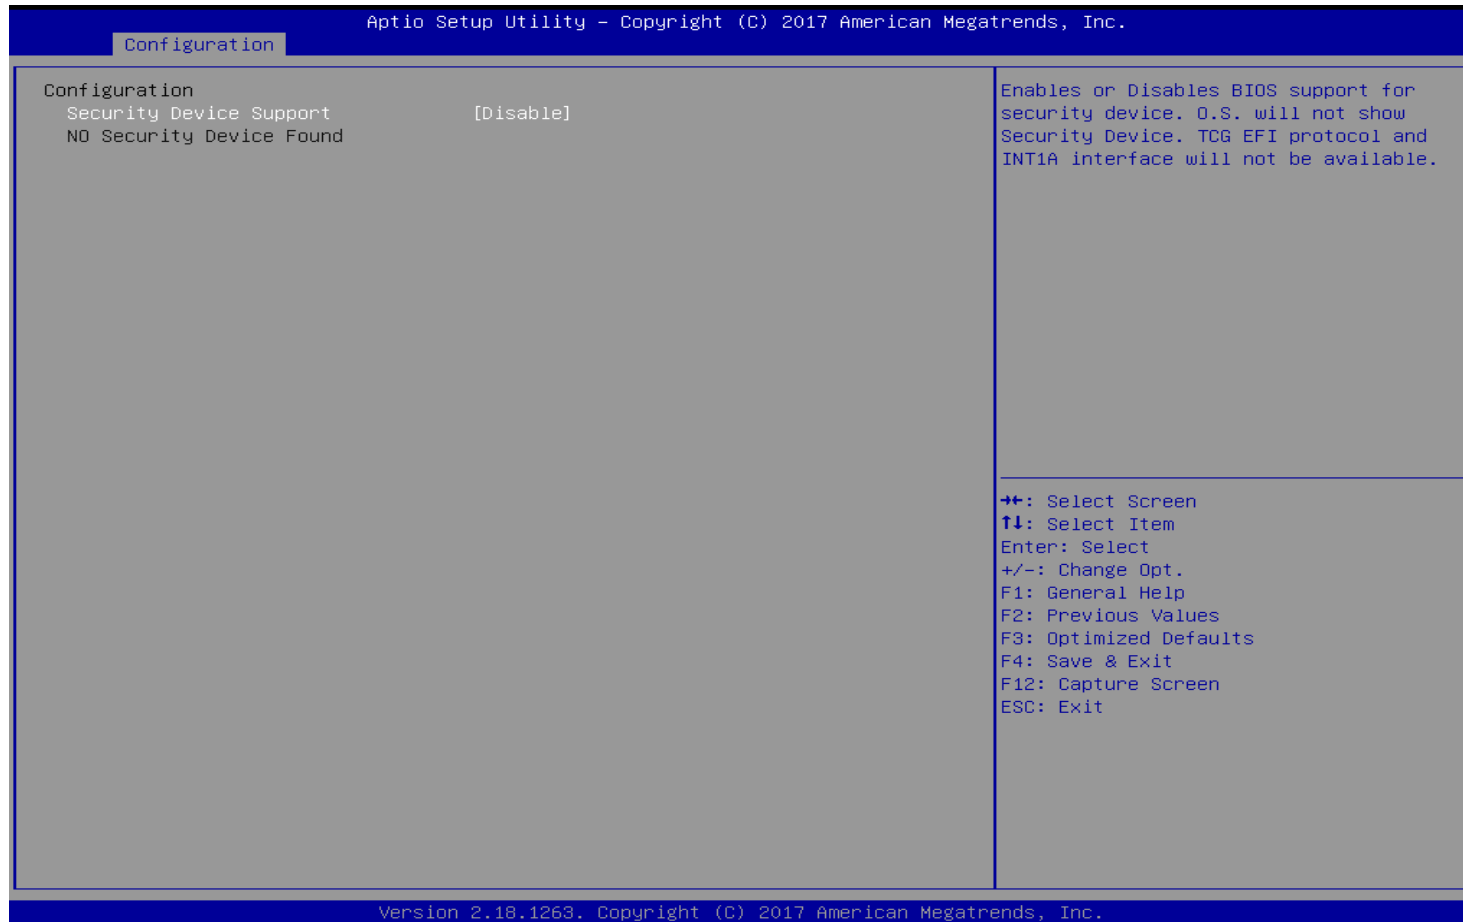 Aptio Setup Utility – Copyright (C) 2017 American Megatrends, Inc.
Configuration
Configuration
Security Device Support [Disable]
NO Security Device Found
Enables or Disables BIOS support for
security device. O.S. will not show
Security Device. TCG EFI protocol and
INT1A interface will not be available.
→←: Select Screen
↑↓: Select Item
Enter: Select
+/-: Change Opt.
F1: General Help
F2: Previous Values
F3: Optimized Defaults
F4: Save & Exit
F12: Capture Screen
ESC: Exit
Version 2.18.1263. Copyright (C) 2017 American Megatrends, Inc.